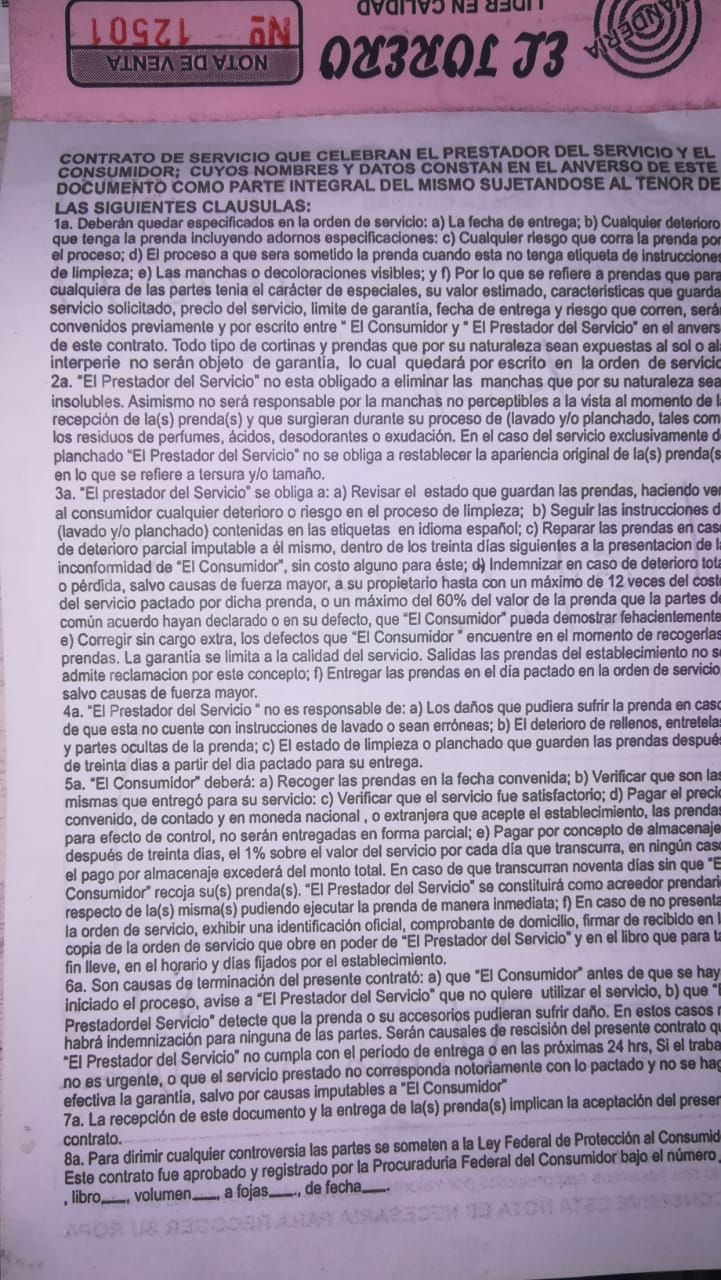 LIDER EN CALIDAD
LAVANDERÍA
EL TORERO
NOTA DE VENTA
Nº 12501
CONTRATO DE SERVICIO QUE CELEBRAN EL PRESTADOR DEL SERVICIO Y EL
CONSUMIDOR; CUYOS NOMBRES Y DATOS CONSTAN EN EL ANVERSO DE ESTE
DOCUMENTO COMO PARTE INTEGRAL DEL MISMO SUJETANDOSE AL TENOR DE
LAS SIGUIENTES CLAUSULAS:
1a. Deberán quedar especificados en la orden de servicio: a) La fecha de entrega; b) Cualquier deterioro
que tenga la prenda incluyendo adornos especificaciones: c) Cualquier riesgo que corra la prenda por
el proceso; d) El proceso a que sera sometido la prenda cuando esta no tenga etiqueta de instrucciones
de limpieza; e) Las manchas o decoloraciones visibles; y f) Por lo que se refiere a prendas que para
cualquiera de las partes tenia el carácter de especiales, su valor estimado, caracteristicas que guarda
servicio solicitado, precio del servicio, limite de garantía, fecha de entrega y riesgo que corren, será
convenidos previamente y por escrito entre " El Consumidor y " El Prestador del Servicio" en el anvers
de este contrato. Todo tipo de cortinas y prendas que por su naturaleza sean expuestas al sol o al
interperie no serán objeto de garantía, lo cual quedará por escrito en la orden de servicio
2a. "El Prestador del Servicio" no esta obligado a eliminar las manchas que por su naturaleza sea
insolubles. Asimismo no será responsable por la manchas no perceptibles a la vista al momento de l
recepción de la(s) prenda(s) y que surgieran durante su proceso de (lavado y/o planchado, tales com
los residuos de perfumes, ácidos, desodorantes o exudación. En el caso del servicio exclusivamente d
planchado "El Prestador del Servicio" no se obliga a restablecer la apariencia original de la(s) prenda(s
en lo que se refiere a tersura y/o tamaño.
3a. "El prestador del Servicio" se obliga a: a) Revisar el estado que guardan las prendas, haciendo ver
al consumidor cualquier deterioro o riesgo en el proceso de limpieza; b) Seguir las instrucciones d
(lavado y/o planchado) contenidas en las etiquetas en idioma español; c) Reparar las prendas en caso
de deterioro parcial imputable a él mismo, dentro de los treinta días siguientes a la presentacion de l
inconformidad de "El Consumidor", sin costo alguno para éste; d) Indemnizar en caso de deterioro tota
o pérdida, salvo causas de fuerza mayor, a su propietario hasta con un máximo de 12 veces del cost
del servicio pactado por dicha prenda, o un máximo del 60% del valor de la prenda que la partes d
común acuerdo hayan declarado o en su defecto, que "El Consumidor" pueda demostrar fehacientemente
e) Corregir sin cargo extra, los defectos que "El Consumidor " encuentre en el momento de recogerlas
prendas. La garantía se limita a la calidad del servicio. Salidas las prendas del establecimiento no s
admite reclamacion por este concepto; f) Entregar las prendas en el día pactado en la orden de servicio
salvo causas de fuerza mayor.
4a. "El Prestador del Servicio " no es responsable de: a) Los daños que pudiera sufrir la prenda en caso
de que esta no cuente con instrucciones de lavado o sean erróneas; b) El deterioro de rellenos, entretela
y partes ocultas de la prenda; c) El estado de limpieza o planchado que guarden las prendas despué
de treinta dias a partir del dia pactado para su entrega.
5a. "El Consumidor" deberá: a) Recoger las prendas en la fecha convenida; b) Verificar que son las
mismas que entregó para su servicio: c) Verificar que el servicio fue satisfactorio; d) Pagar el preci
convenido, de contado y en moneda nacional , o extranjera que acepte el establecimiento, las prenda
para efecto de control, no serán entregadas en forma parcial; e) Pagar por concepto de almacenaje
después de treinta dias, el 1% sobre el valor del servicio por cada día que transcurra, en ningún caso
el pago por almacenaje excederá del monto total. En caso de que transcurran noventa días sin que "E
Consumidor" recoja su(s) prenda(s). "El Prestador del Servicio" se constituirá como acreedor prendari
respecto de la(s) misma(s) pudiendo ejecutar la prenda de manera inmediata; f) En caso de no presenta
la orden de servicio, exhibir una identificación oficial, comprobante de domicilio, firmar de recibido en l
copia de la orden de servicio que obre en poder de "El Prestador del Servicio" y en el libro que para ta
fin lleve, en el horario y días fijados por el establecimiento.
6a. Son causas de terminación del presente contrató: a) que "El Consumidor" antes de que se hay
iniciado el proceso, avise a "El Prestador del Servicio" que no quiere utilizar el servicio, b) que "
Prestadordel Servicio" detecte que la prenda o su accesorios pudieran sufrir daño. En estos casos
habrá indemnización para ninguna de las partes. Serán causales de rescisión del presente contrato qu
"El Prestador del Servicio" no cumpla con el período de entrega o en las próximas 24 hrs, Si el traba
no es urgente, o que el servicio prestado no corresponda notoriamente con lo pactado y no se hag
efectiva la garantía, salvo por causas imputables a "El Consumidor"
7a. La recepción de este documento y la entrega de la(s) prenda(s) implican la aceptación del presen
contrato.
8a. Para dirimir cualquier controversia las partes se someten a la Ley Federal de Protección al Consumid
Este contrato fue aprobado y registrado por la Procuraduria Federal del Consumidor bajo el número
, libro___, volumen___, a fojas___., de fecha___.
ESTA NOTA ES NECESARIA PARA RECOGER SU ROPA